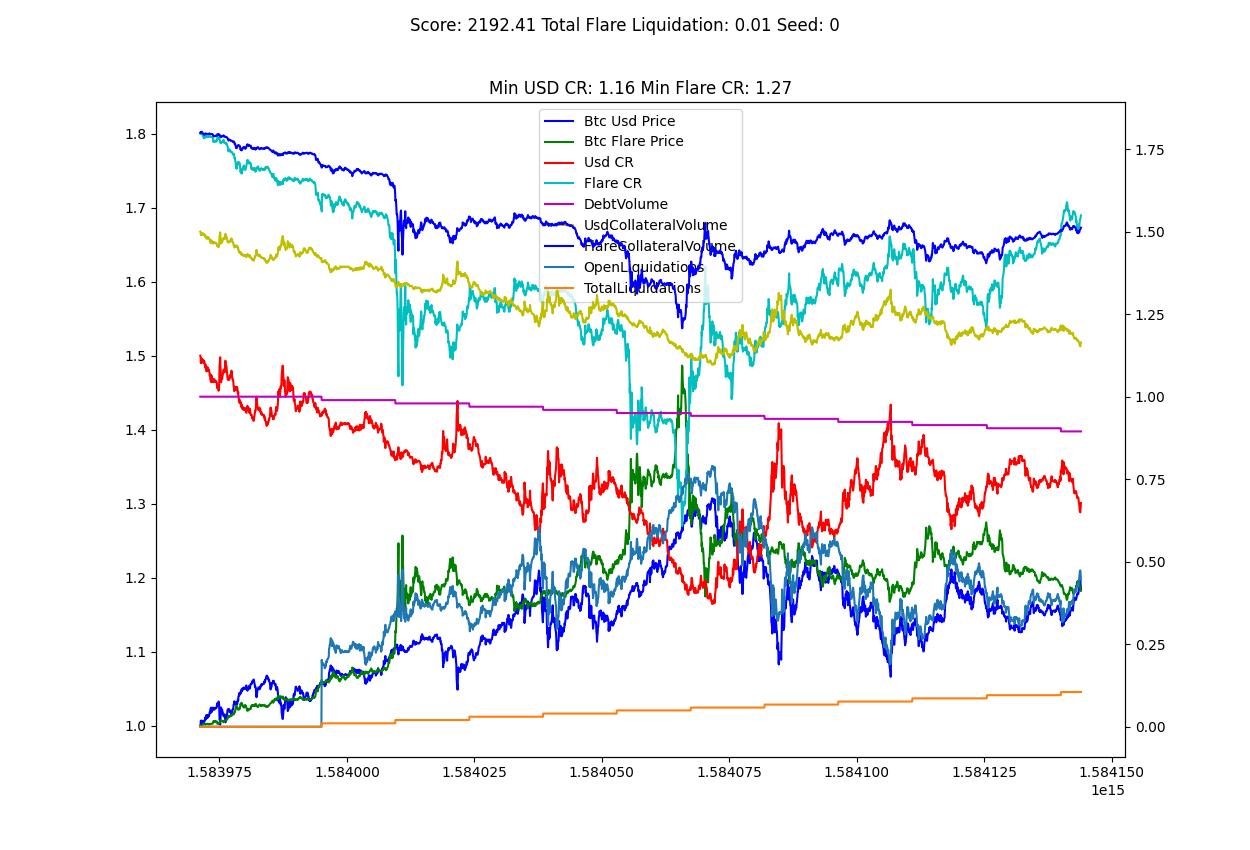 Score: 2192.41 Total Flare Liquidation: 0.01 Seed: 0
Min USD CR: 1.16 Min Flare CR: 1.27
Btc Usd Price
Btc Flare Price
Usd CR
Flare CR
DebtVolume
UsdCollateralVolume
FlareCollateralVolume
OpenLiquidations
TotalLiquidations
1.8
1.7
1.6
1.5
1.4
1.3
1.2
1.1
1.0
1.75
1.50
1.25
1.00
0.75
0.50
0.25
0.00
1.583975
1.584000
1.584025
1.584050
1.584075
1.584100
1.584125
1.584150
1e15